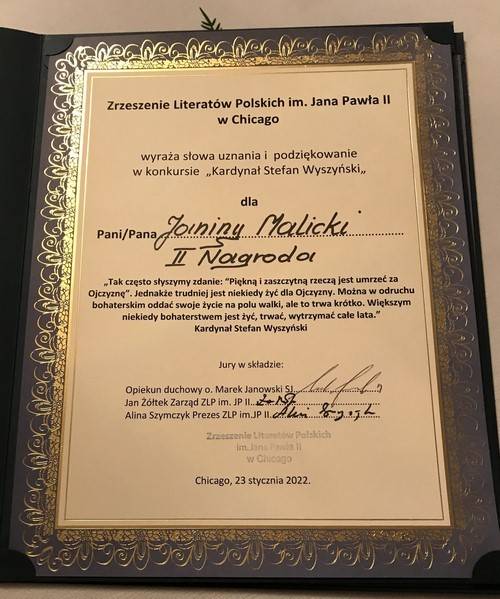 Zrzeszenie Literatów Polskich im. Jana Pawła II
w Chicago
wyraża słowa uznania i podziękowanie
w konkursie „Kardynał Stefan Wyszyński„
dla
Pani/Pana Joniny Malicki
II Nagroda
„Tak często słyszymy zdanie: "Piękną i zaszczytną rzeczą jest umrzeć za
Ojczyznę". Jednakże trudniej jest niekiedy żyć dla Ojczyzny. Można w odruchu
bohaterskim oddać swoje życie na polu walki, ale to trwa krótko. Większym
niekiedy bohaterstwem jest żyć, trwać, wytrzymać całe lata."
Kardynał Stefan Wyszyński
Jury w składzie:
Opiekun duchowy o. Marek Janowski SJ
Jan Żółtek Zarząd ZLP im. JP II
Alina Szymczyk Prezes ZLP im.JP II
Zrzeszenie Literatów Polskich
im.Jana Pawła II
w Chicago
Chicago, 23 stycznia 2022.